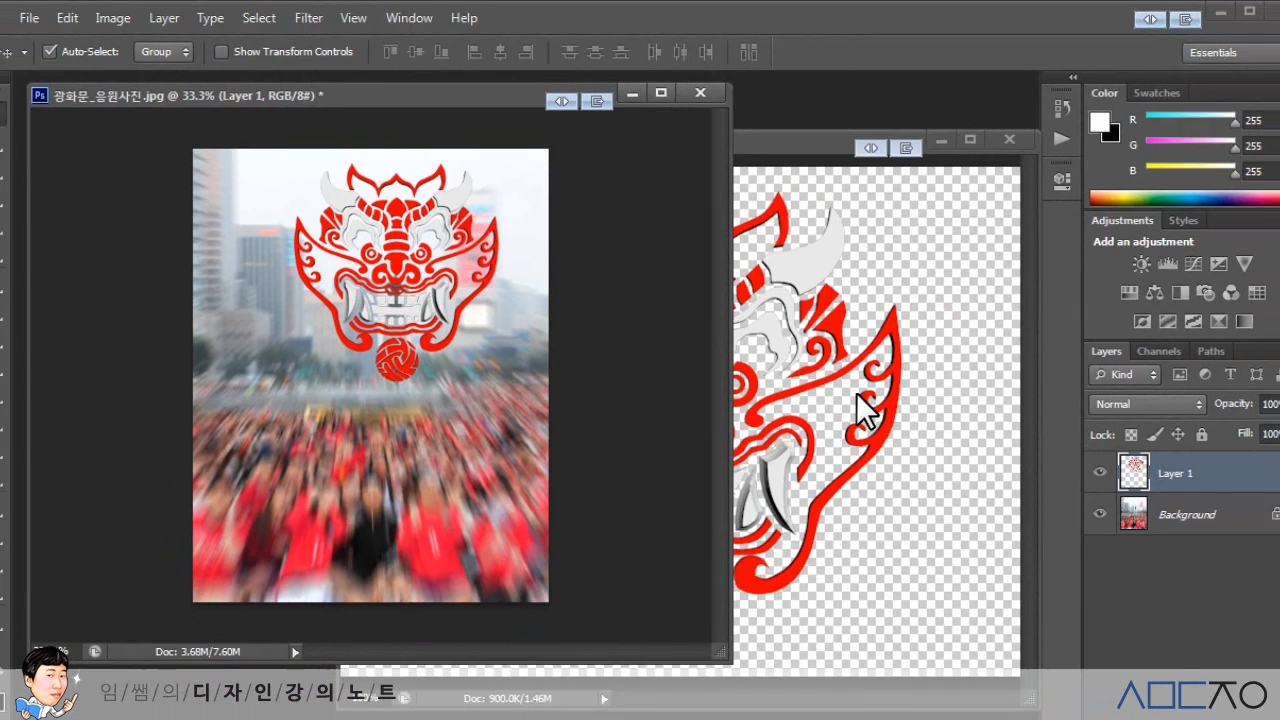 File Edit Image Layer Type Select Filter View Window Help
Auto-Select: Group Show Transform Controls
Essentials
Ps 광화문_응원사진.jpg @ 33.3% (Layer 1, RGB/8#) *
Color Swatches
R 255
G 255
B 255
Adjustments Styles
Add an adjustment
Layers Channels Paths
Kind
Normal Opacity:
Lock: Fill:
Layer 1
Background
Doc: 3.68M/7.60M
Doc: 900.0K/1.46M
임/쌤/의/디/자/인/강/의/노/트